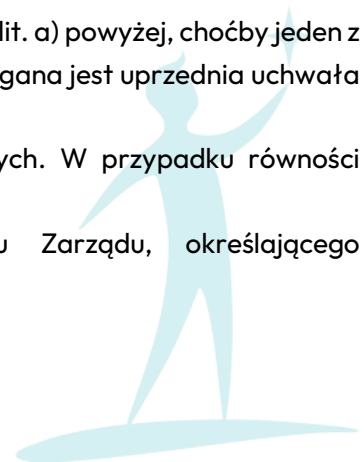 lit. a) powyżej, choćby jeden z
gana jest uprzednia uchwała
ych. W przypadku równości
u Zarządu, określającego